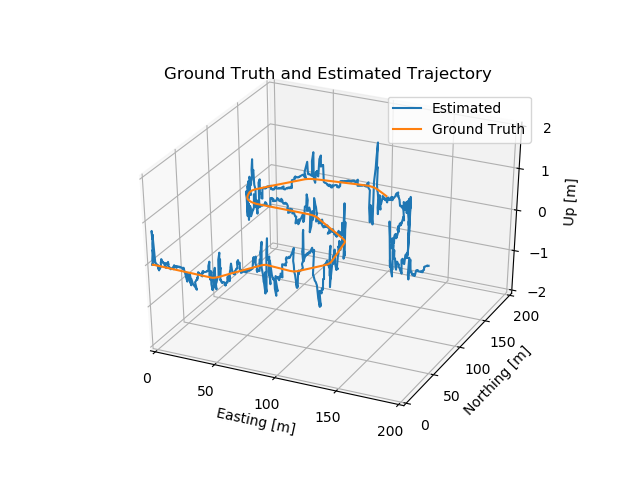 Ground Truth and Estimated Trajectory
Estimated
Ground Truth
2
1
0
−1
−2
Up [m]
200
150
100
50
0
Northing [m]
0
50
100
150
200
Easting [m]